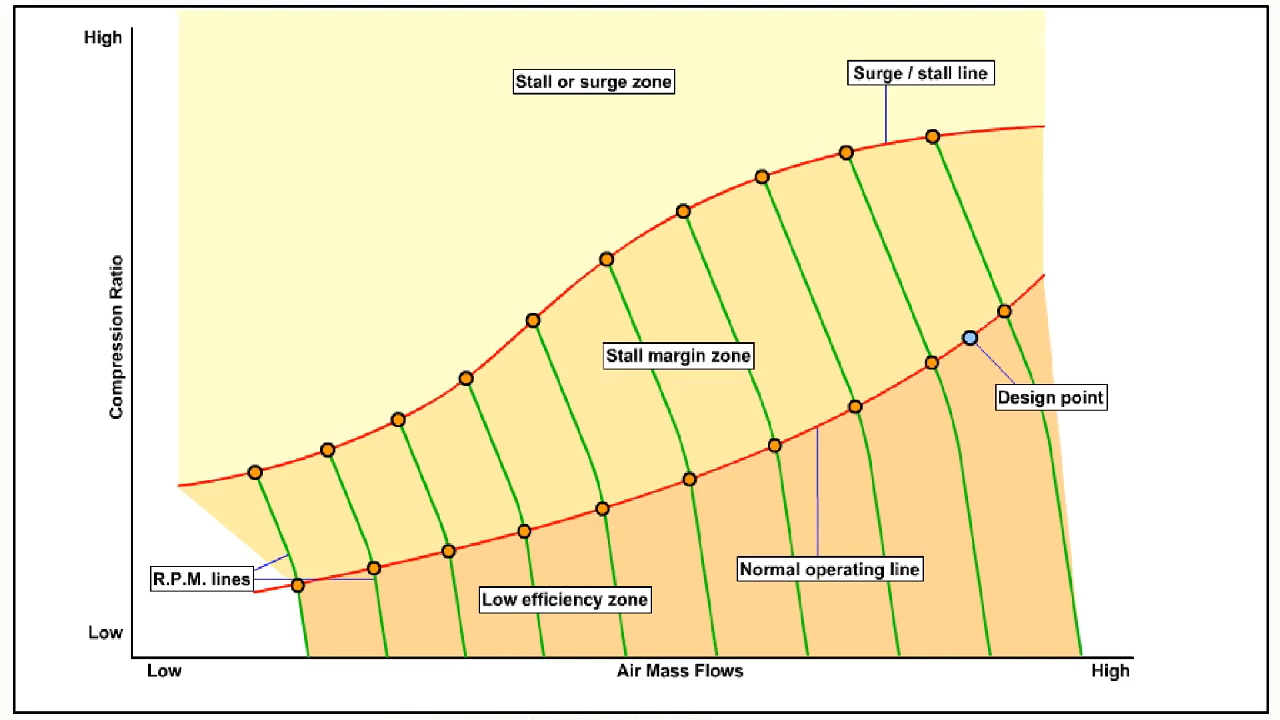 High
Surge / stall line
Stall or surge zone
Compression Ratio
Stall margin zone
Design point
Normal operating line
R.P.M. lines
Low efficiency zone
Low
Low
Air Mass Flows
High